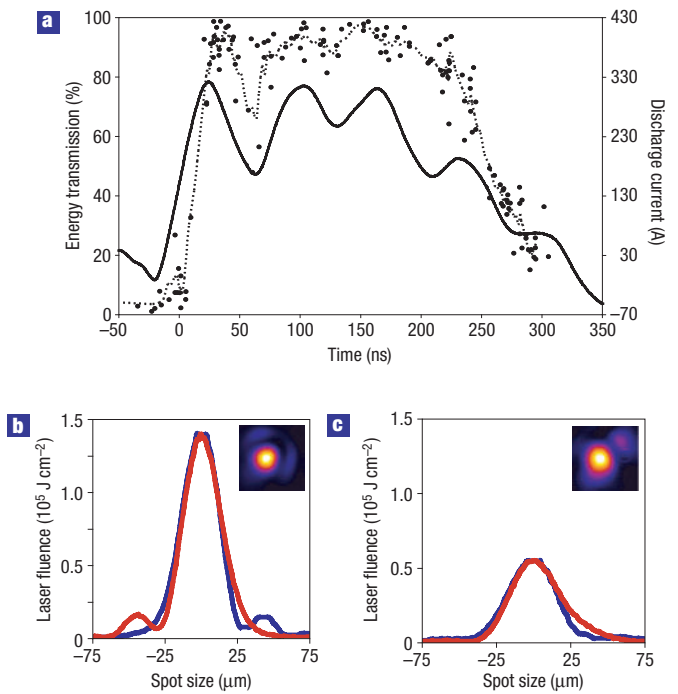 a
Energy transmission (%)
100
80
60
40
20
0
430
330
230
130
30
–70
Discharge current (A)
–50 0 50 100 150 200 250 300 350
Time (ns)
b
Laser fluence (10⁵ J cm⁻²)
1.5
1.0
0.5
0
–75 –25 25 75
Spot size (μm)
c
Laser fluence (10⁵ J cm⁻²)
1.5
1.0
0.5
0
–75 –25 25 75
Spot size (μm)